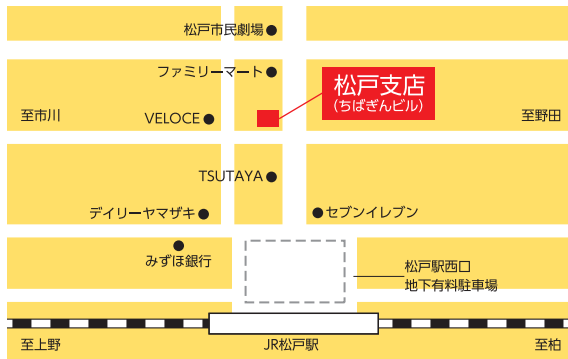 松戸市民劇場
ファミリーマート
松戸支店
(ちばぎんビル)
至市川
VELOCE
至野田
TSUTAYA
デイリーヤマザキ
セブンイレブン
みずほ銀行
松戸駅西口
地下有料駐車場
至上野
JR松戸駅
至柏